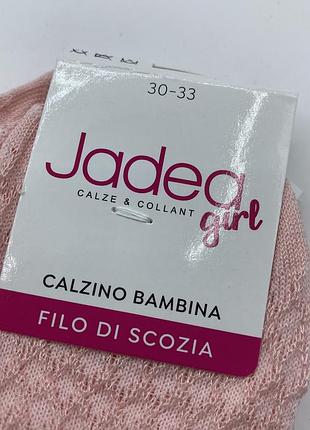 30-33
Jadea
CALZE & COLLANT
girl
CALZINO BAMBINA
FILO DI SCOZIA